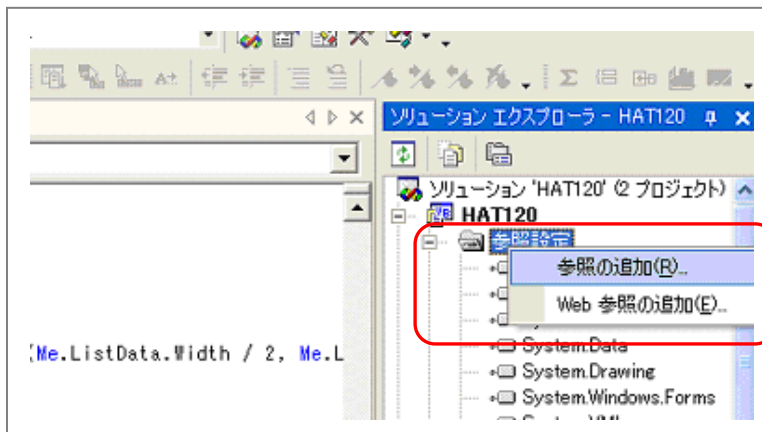 ソリューション エクスプローラ - HAT120
ソリューション 'HAT120' (2 プロジェクト)
HAT120
参照設定
参照の追加(R)...
Web 参照の追加(E)...
(Me.ListData.Width / 2, Me.L
System.Data
System.Drawing
System.Windows.Forms